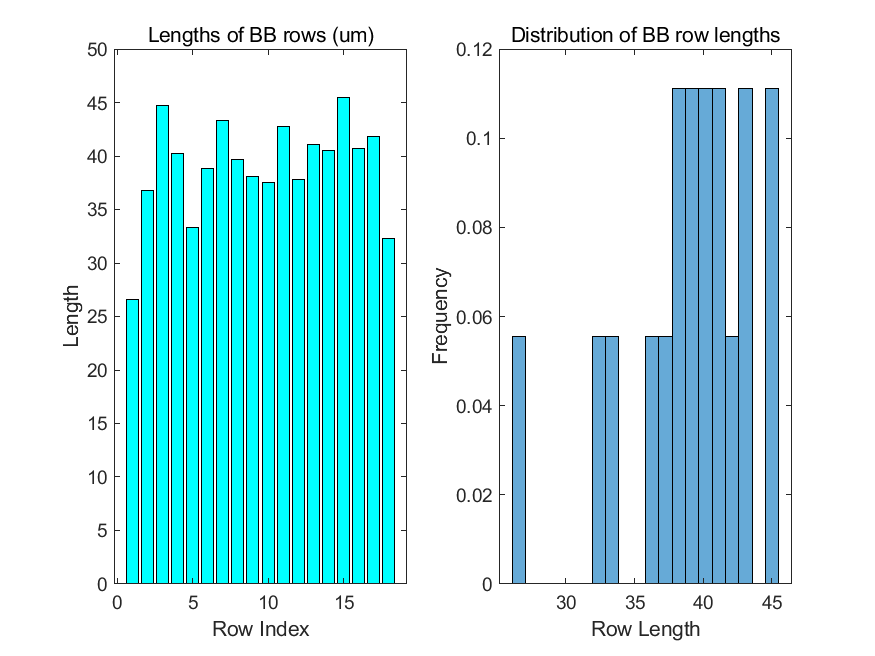 Lengths of BB rows (um)
50
45
40
35
30
25
20
15
10
5
0
Length
0 5 10 15
Row Index
Distribution of BB row lengths
0.12
0.1
0.08
0.06
0.04
0.02
0
Frequency
30 35 40 45
Row Length